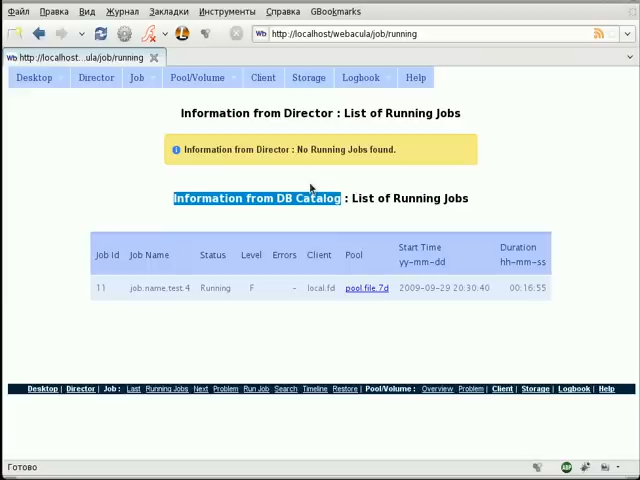 Файл Правка Вид Журнал Закладки Инструменты Справка GBookmarks
Wb http://localhost/webacula/job/running
Wb http://localhost...ula/job/running
Desktop Director Job Pool/Volume Client Storage Logbook Help
Information from Director : List of Running Jobs
Information from Director : No Running Jobs found.
Information from DB Catalog : List of Running Jobs
Job Id Job Name Status Level Errors Client Pool Start Time yy-mm-dd Duration hh-mm-ss
11 job.name.test.4 Running F - local.fd pool.file.7d 2009-09-29 20:30:40 00:16:55
Desktop | Director | Job : Last Running Jobs Next Problem Run Job Search Timeline Restore | Pool/Volume : Overview Problem | Client | Storage | Logbook | Help
Готово ABP